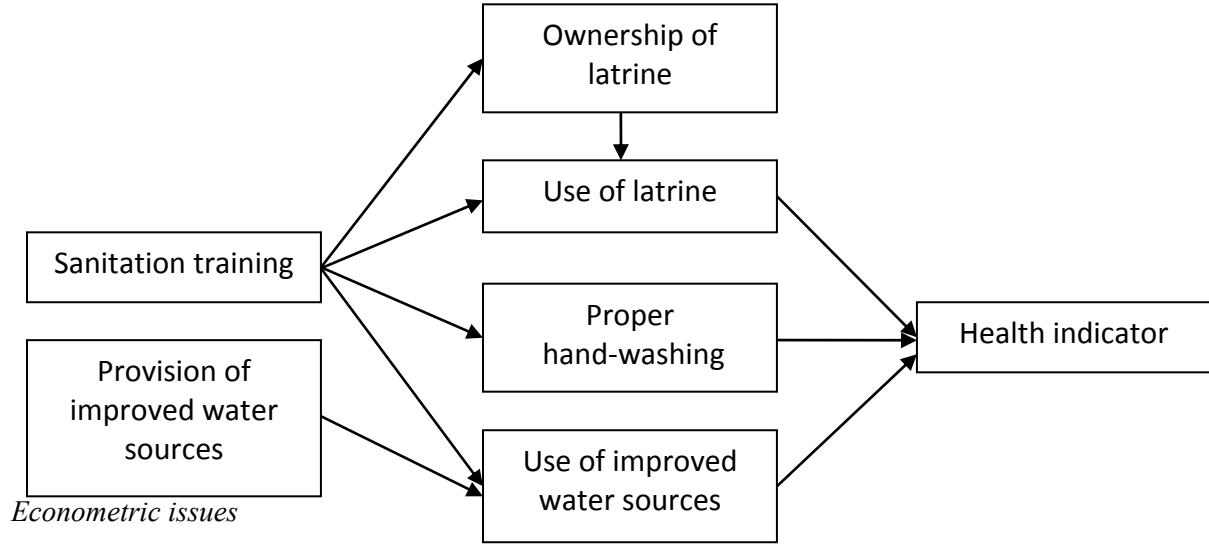 Ownership of
latrine
Use of latrine
Sanitation training
Proper
hand-washing
Health indicator
Provision of
improved water
sources
Use of improved
water sources
Econometric issues